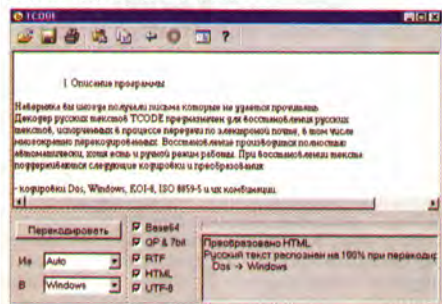 TCODE
1. Описание программы
Наверняка вы иногда получали письма которые не удается прочитать.
Декодер русских текстов TCODE предназначен для восстановления русских
текстов, испорченных в процессе передачи по электронной почте, в том числе
многократно перекодированных. Восстановление производится полностью
автоматически, хотя есть и ручной режим работы. При восстановлении текста
поддерживаются следующие кодировки и преобразования
- кодировки Dos, Windows, KOI-8, ISO 8859-5 и их комбинации.
Перекодировать
Из Auto
В Windows
Base64
QP & 7bit
RTF
HTML
UTF-8
Преобразовано HTML
Русский текст распознан на 100% при перекодир
Dos -> Windows